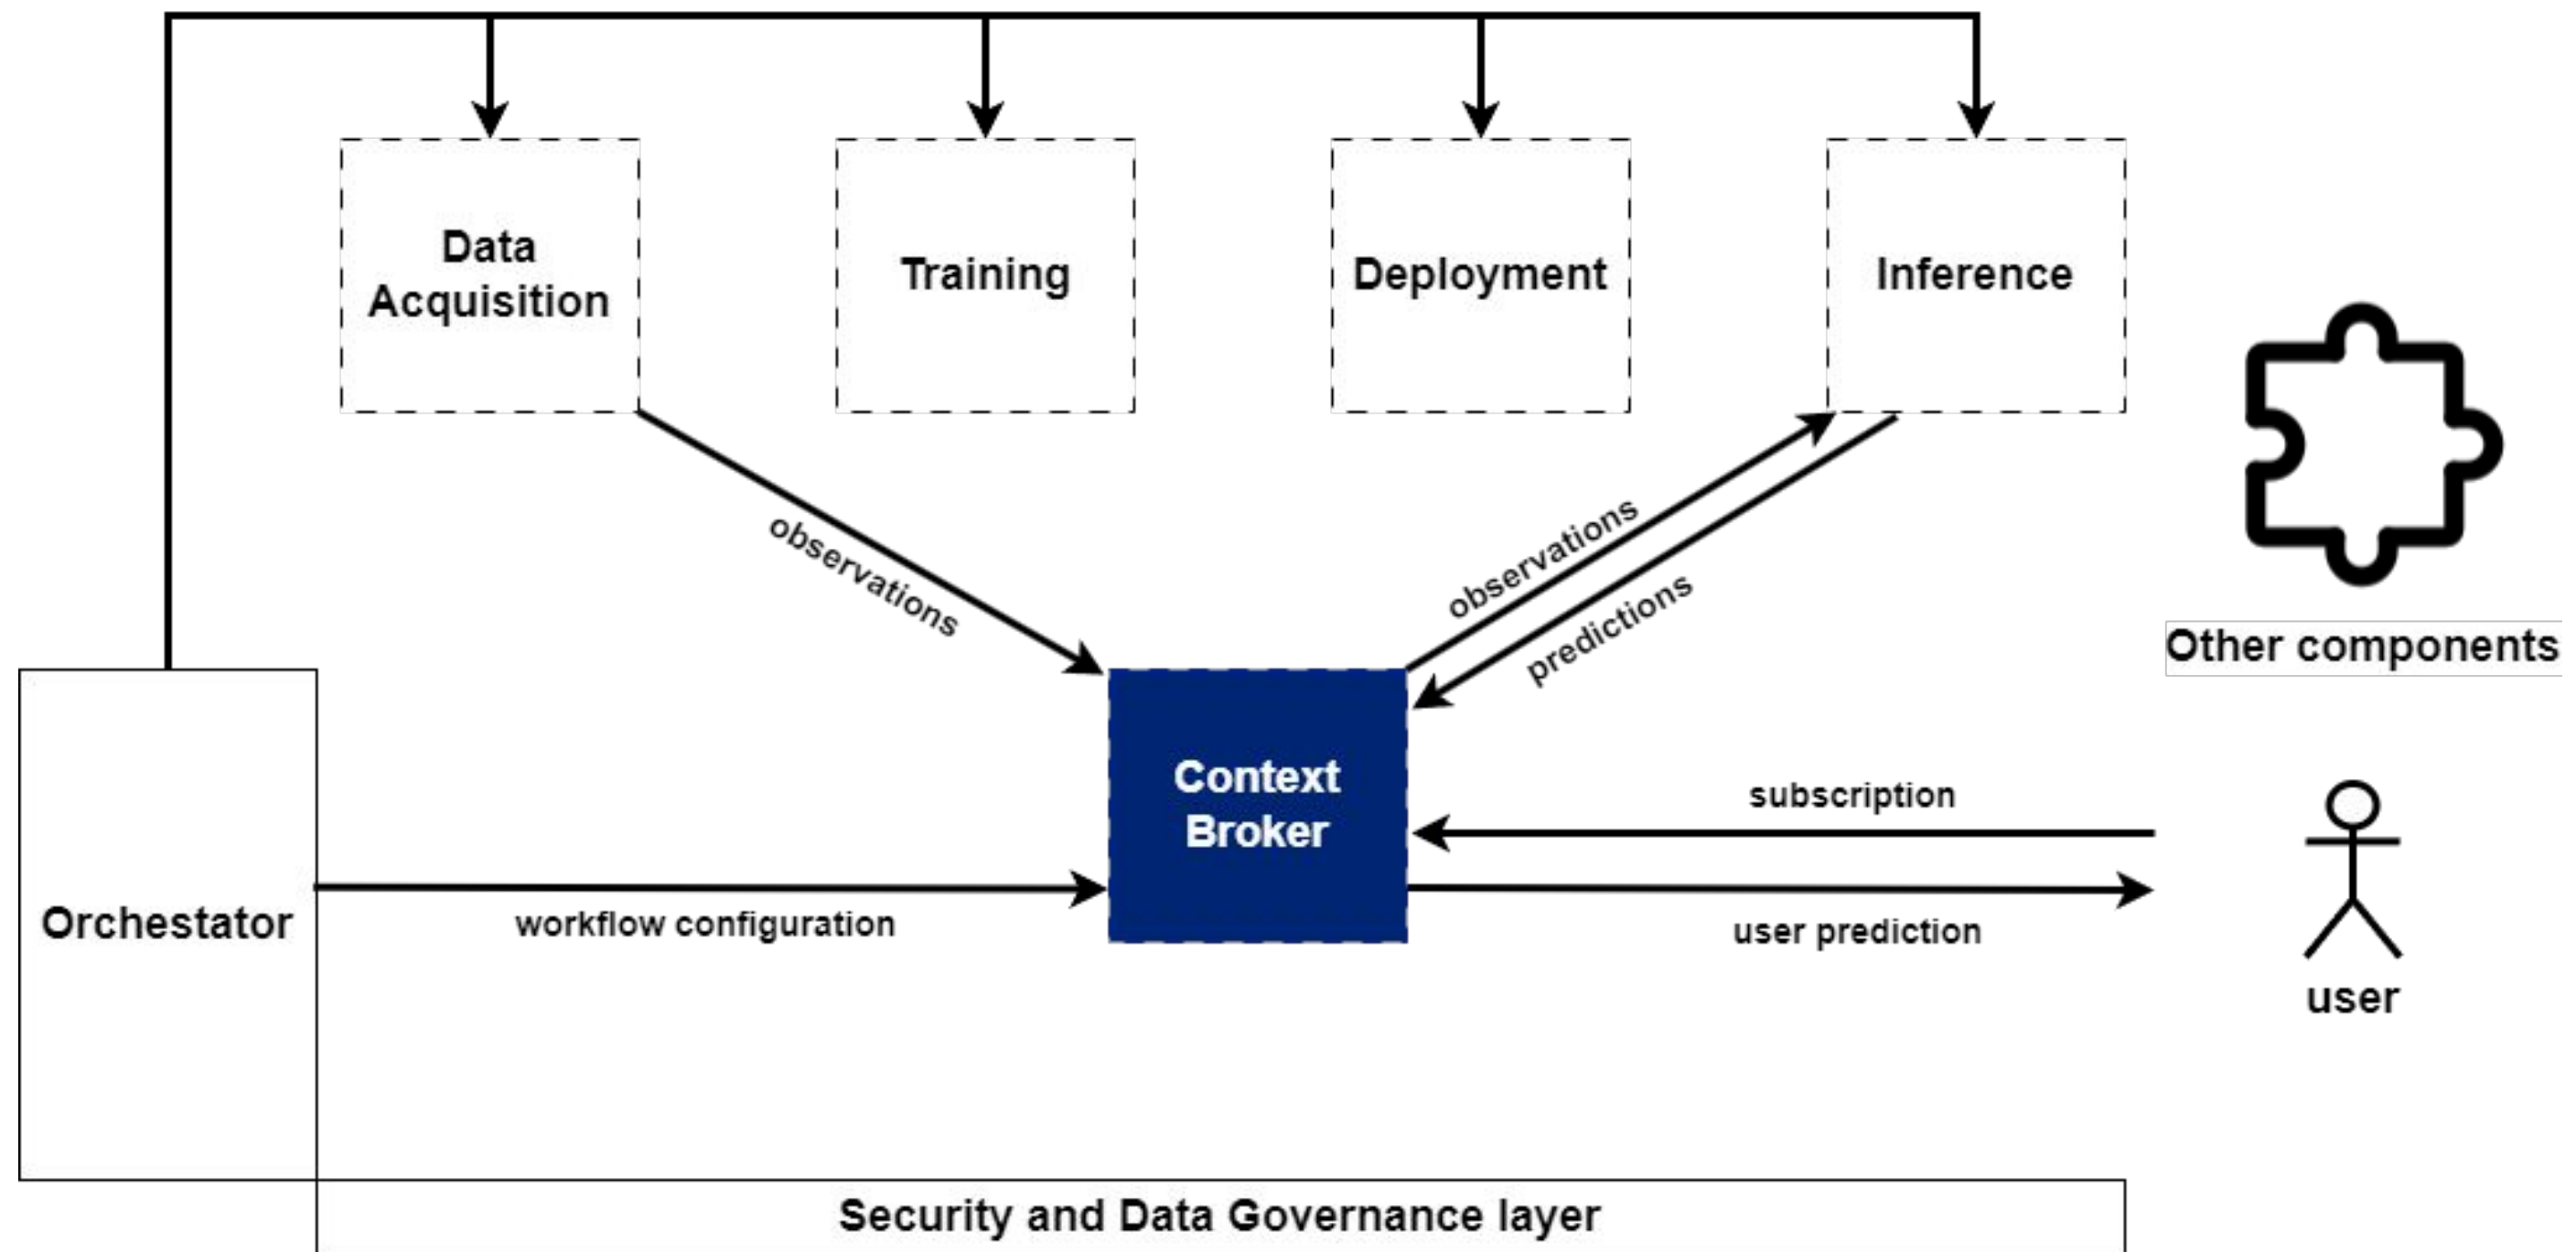 Data
Acquisition
Training
Deployment
Inference
observations
observations
predictions
Other components
Context
Broker
subscription
Orchestator
workflow configuration
user prediction
user
Security and Data Governance layer